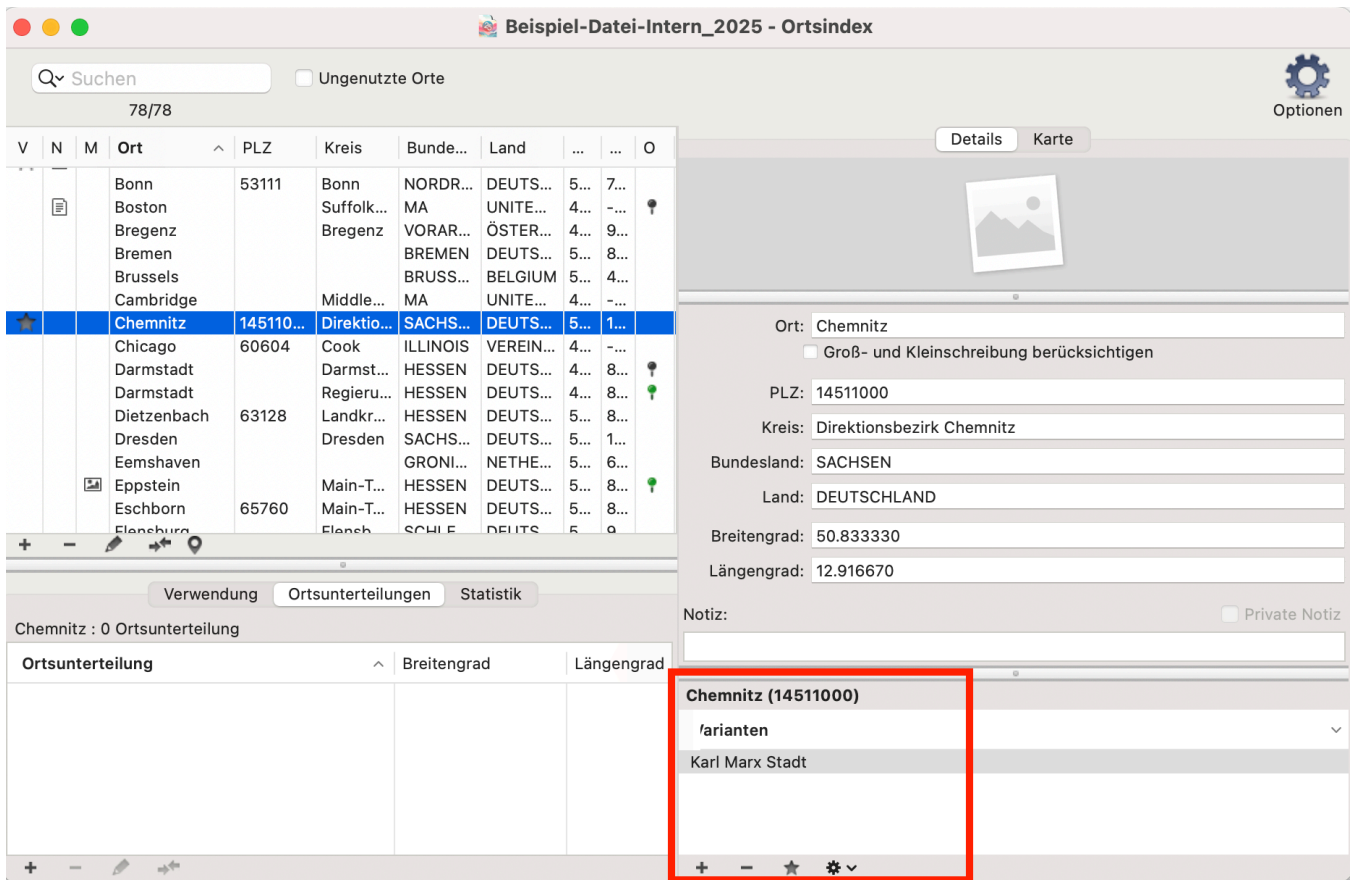 Beispiel-Datei-Intern_2025 - Ortsindex
Suchen
Ungenutzte Orte
78/78
Optionen
V N M Ort PLZ Kreis Bunde... Land ... ... O
Bonn 53111 Bonn NORDR... DEUTS... 5... 7...
Boston Suffolk... MA UNITE... 4... -...
Bregenz Bregenz VORAR... ÖSTER... 4... 9...
Bremen BREMEN DEUTS... 5... 8...
Brussels BRUSS... BELGIUM 5... 4...
Cambridge Middle... MA UNITE... 4... -...
Chemnitz 145110... Direktio... SACHS... DEUTS... 5... 1...
Chicago 60604 Cook ILLINOIS VEREIN... 4... -...
Darmstadt Darmst... HESSEN DEUTS... 4... 8...
Darmstadt Regieru... HESSEN DEUTS... 4... 8...
Dietzenbach 63128 Landkr... HESSEN DEUTS... 5... 8...
Dresden Dresden SACHS... DEUTS... 5... 1...
Eemshaven GRONI... NETHE... 5... 6...
Eppstein Main-T... HESSEN DEUTS... 5... 8...
Eschborn 65760 Main-T... HESSEN DEUTS... 5... 8...
Flensburg Flensb SCHLE DEUTS 5 9
Verwendung Ortsunterteilungen Statistik
Chemnitz : 0 Ortsunterteilung
Ortsunterteilung Breitengrad Längengrad
Details Karte
Ort: Chemnitz
Groß- und Kleinschreibung berücksichtigen
PLZ: 14511000
Kreis: Direktionsbezirk Chemnitz
Bundesland: SACHSEN
Land: DEUTSCHLAND
Breitengrad: 50.833330
Längengrad: 12.916670
Notiz: Private Notiz
Chemnitz (14511000)
Varianten
Karl Marx Stadt